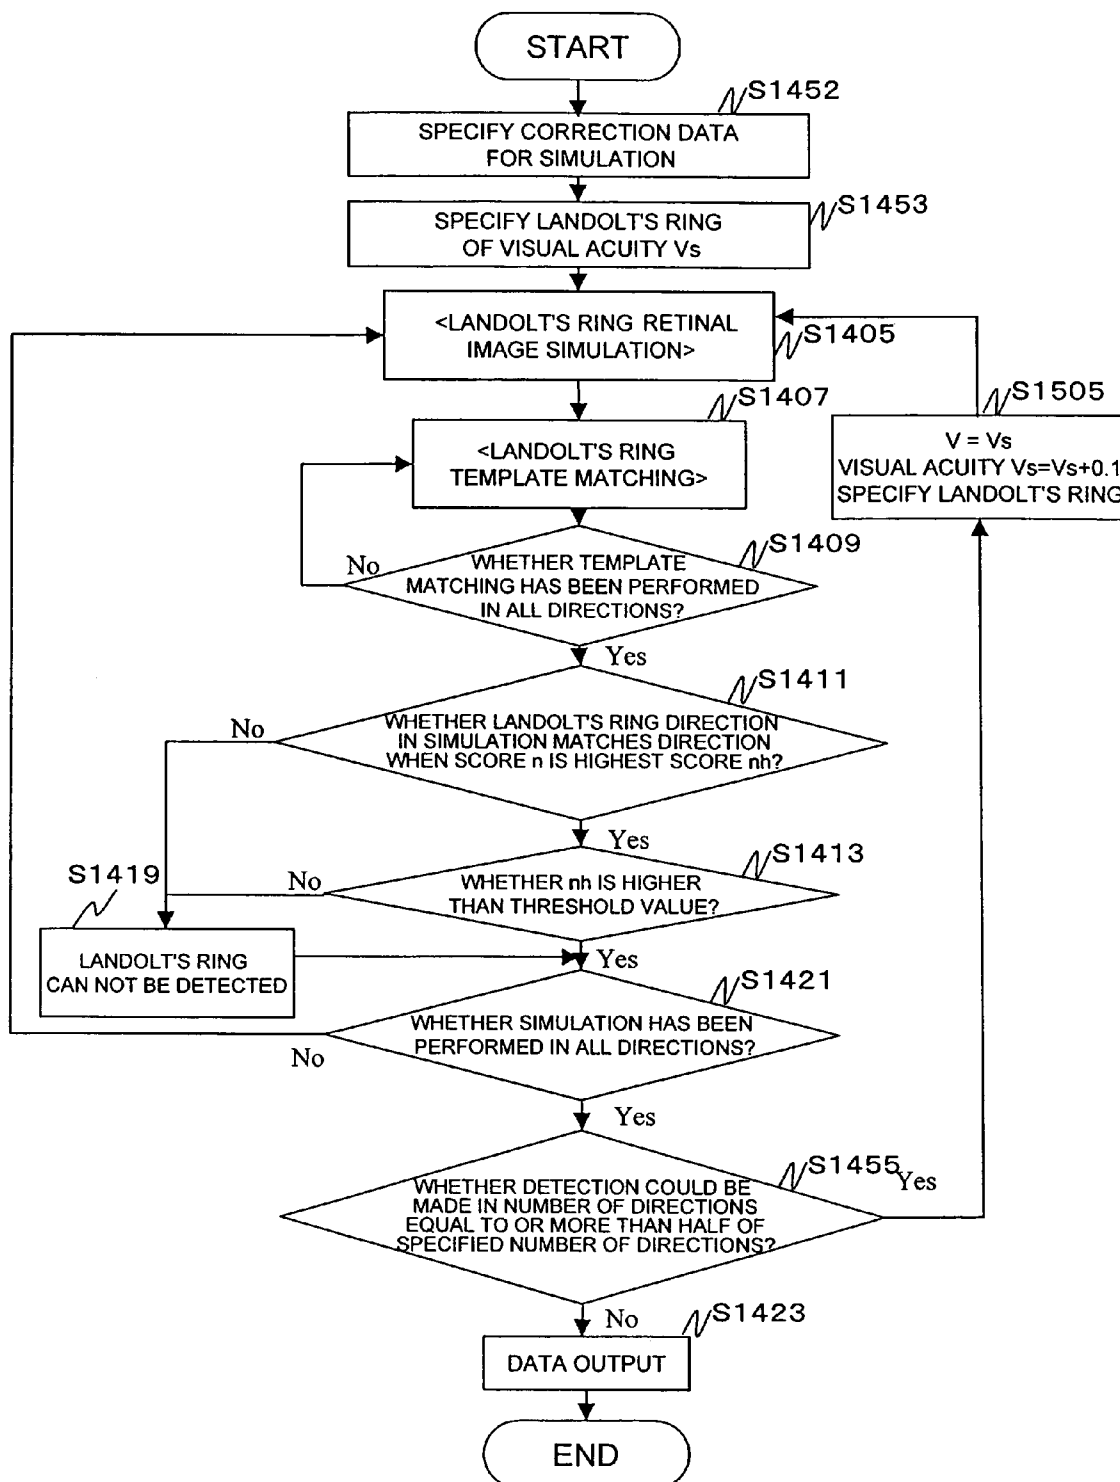 START
S1452
SPECIFY CORRECTION DATA
FOR SIMULATION
S1453
SPECIFY LANDOLT'S RING
OF VISUAL ACUITY Vs
<LANDOLT'S RING RETINAL
IMAGE SIMULATION>
S1405
S1407
<LANDOLT'S RING
TEMPLATE MATCHING>
S1505
V = Vs
VISUAL ACUITY Vs=Vs+0.1
SPECIFY LANDOLT'S RING
S1409
No
WHETHER TEMPLATE
MATCHING HAS BEEN PERFORMED
IN ALL DIRECTIONS?
Yes
S1411
No
WHETHER LANDOLT'S RING DIRECTION
IN SIMULATION MATCHES DIRECTION
WHEN SCORE n IS HIGHEST SCORE nh?
Yes
S1413
No
WHETHER nh IS HIGHER
THAN THRESHOLD VALUE?
S1419
LANDOLT'S RING
CAN NOT BE DETECTED
Yes
S1421
WHETHER SIMULATION HAS BEEN
PERFORMED IN ALL DIRECTIONS?
No
Yes
S1455
Yes
WHETHER DETECTION COULD BE
MADE IN NUMBER OF DIRECTIONS
EQUAL TO OR MORE THAN HALF OF
SPECIFIED NUMBER OF DIRECTIONS?
No
S1423
DATA OUTPUT
END